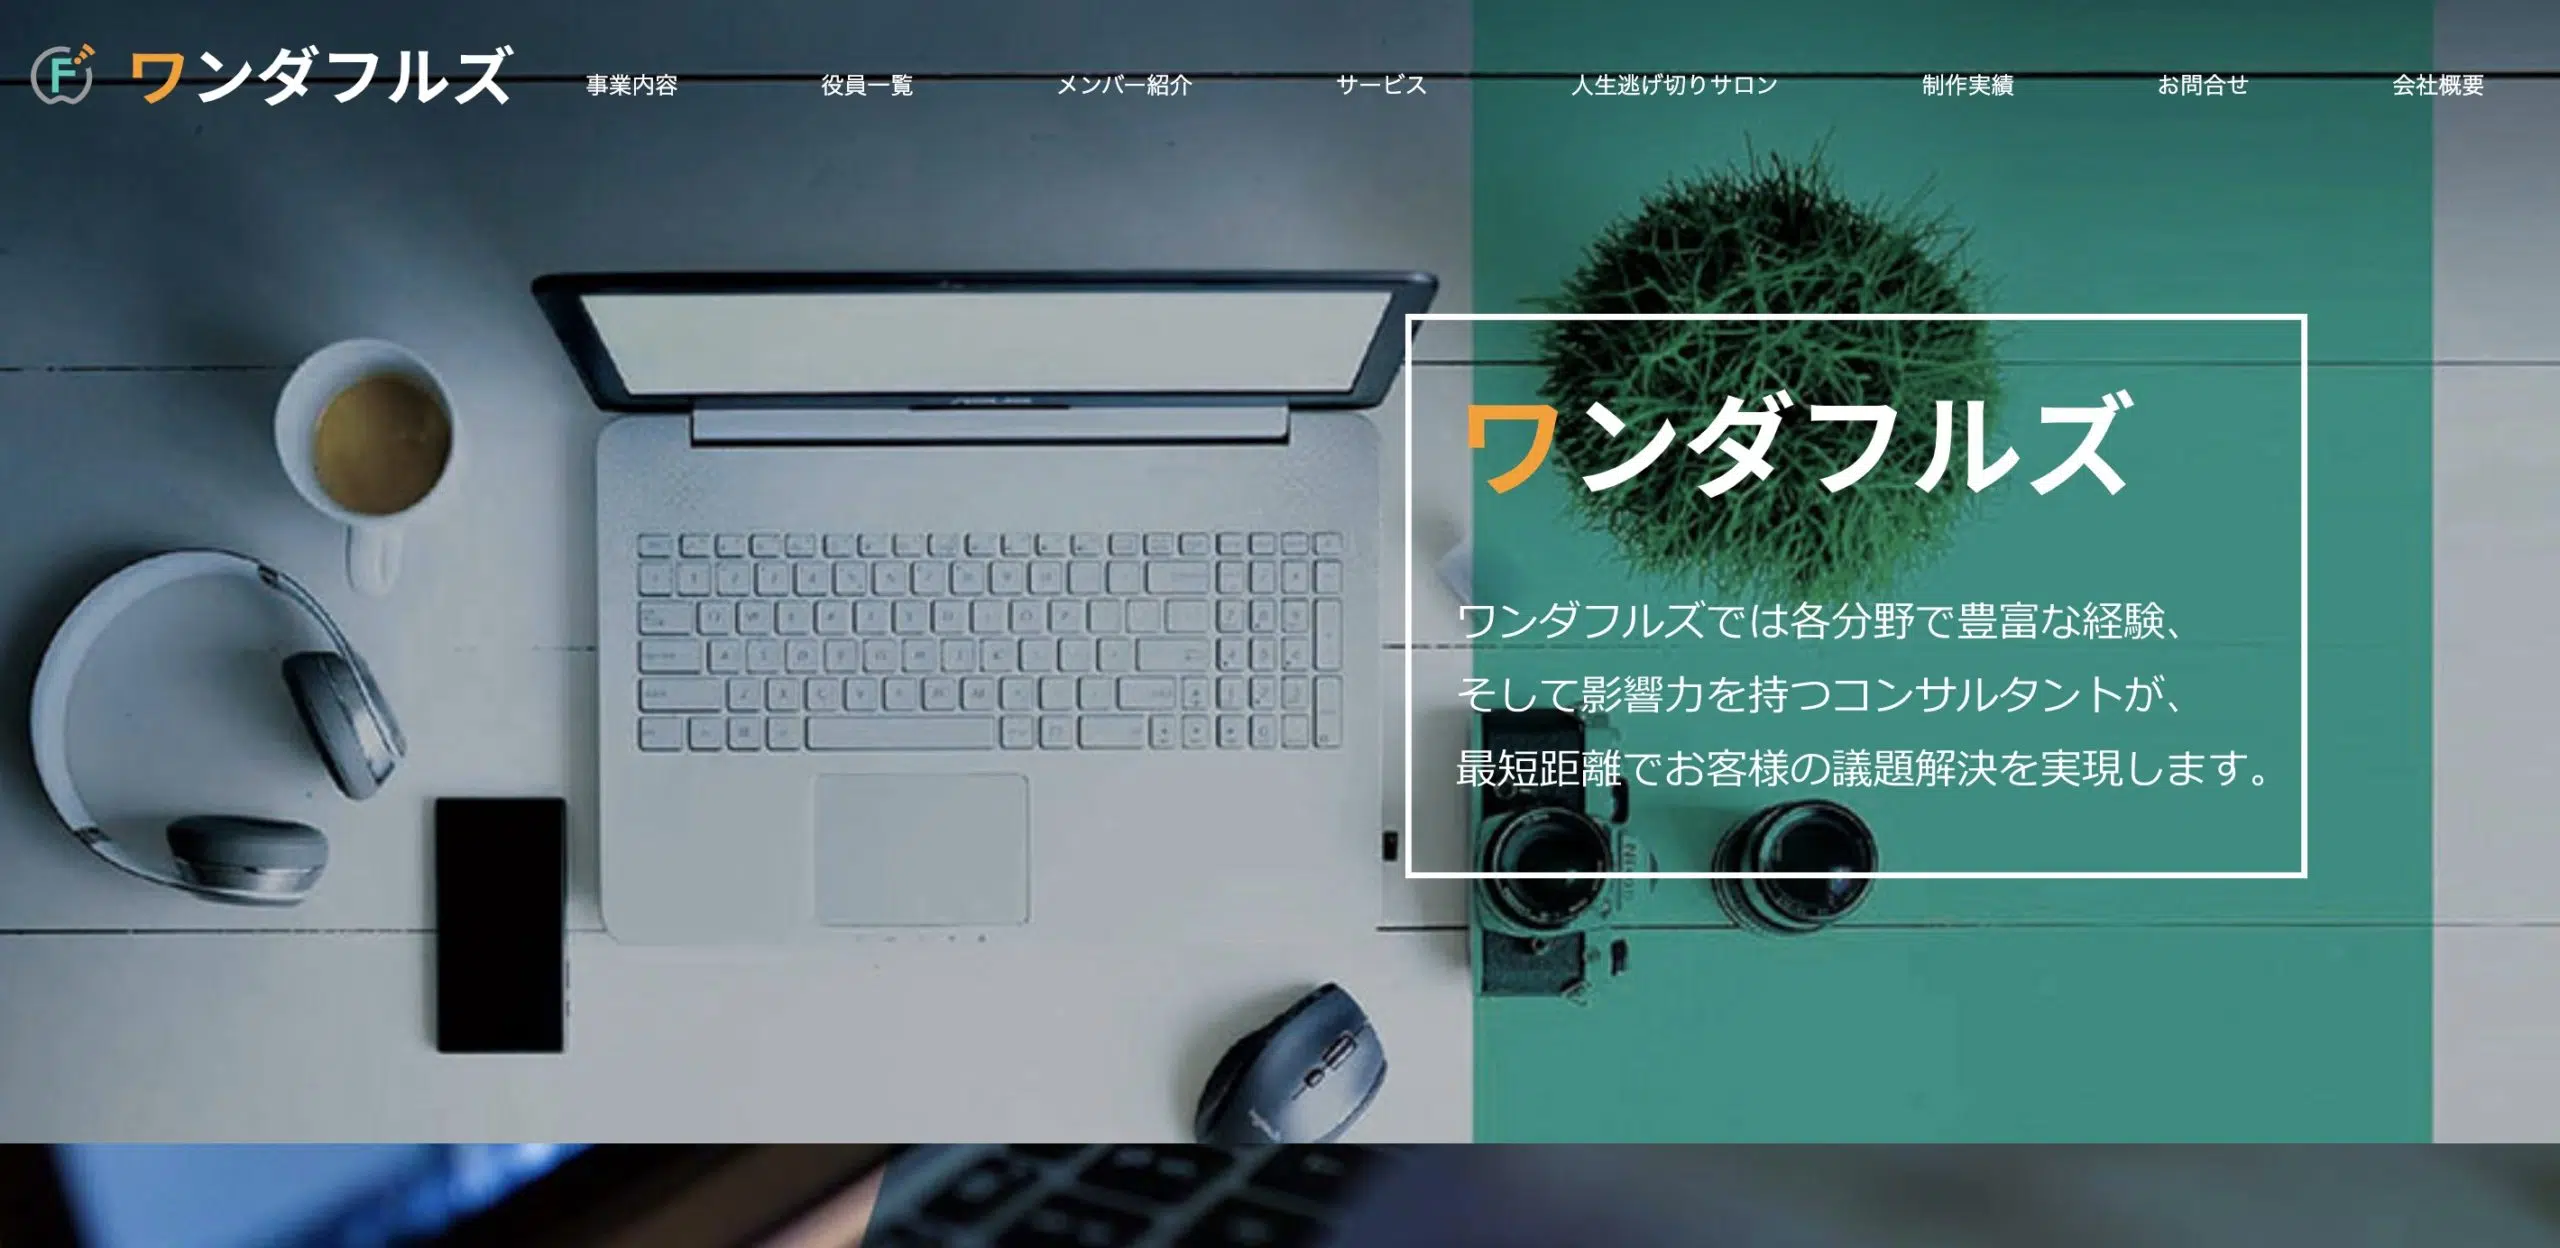 F
ワンダフルズ
事業内容
役員一覧
メンバー紹介
サービス
人生逃げ切りサロン
制作実績
お問合せ
会社概要
ワンダフルズ
ワンダフルズでは各分野で豊富な経験、
そして影響力を持つコンサルタントが、
最短距離でお客様の議題解決を実現します。